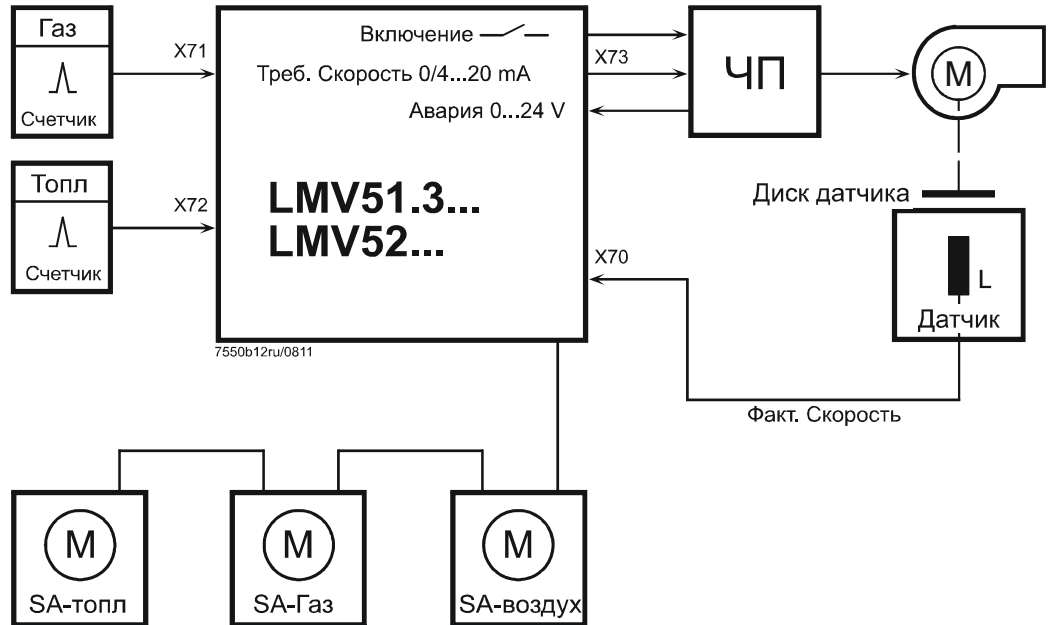 Газ
Счетчик
X71
Топл
Счетчик
X72
Включение
Треб. Скорость 0/4...20 mA
Авария 0...24 V
LMV51.3...
LMV52...
7550b12ru/0811
X73
ЧП
M
Диск датчика
L
Датчик
X70
Факт. Скорость
M
SA-топл
M
SA-Газ
M
SA-воздух